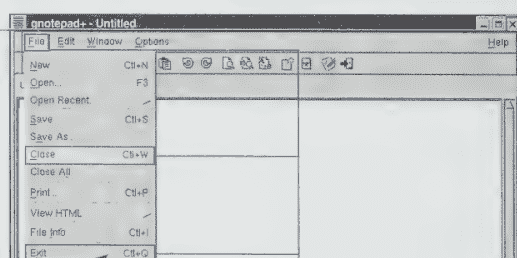 gnotepad+ - Untitled
File Edit Window Options Help
New Ctl+N
Open... F3
Open Recent
Save Ctl+S
Save As..
Close Ctl+W
Close All
Print... Ctl+P
View HTML
File Info Ctl+I
Exit Ctl+Q